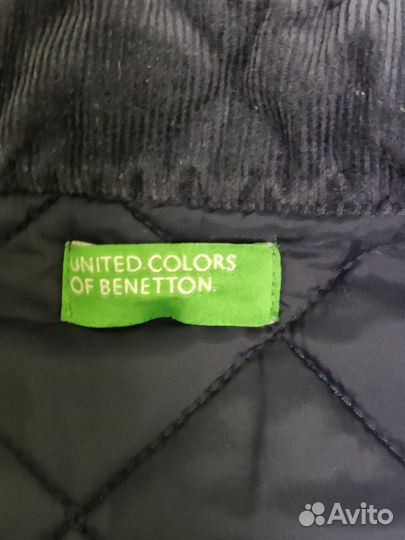 UNITED COLORS
OF BENETTON.
Avito